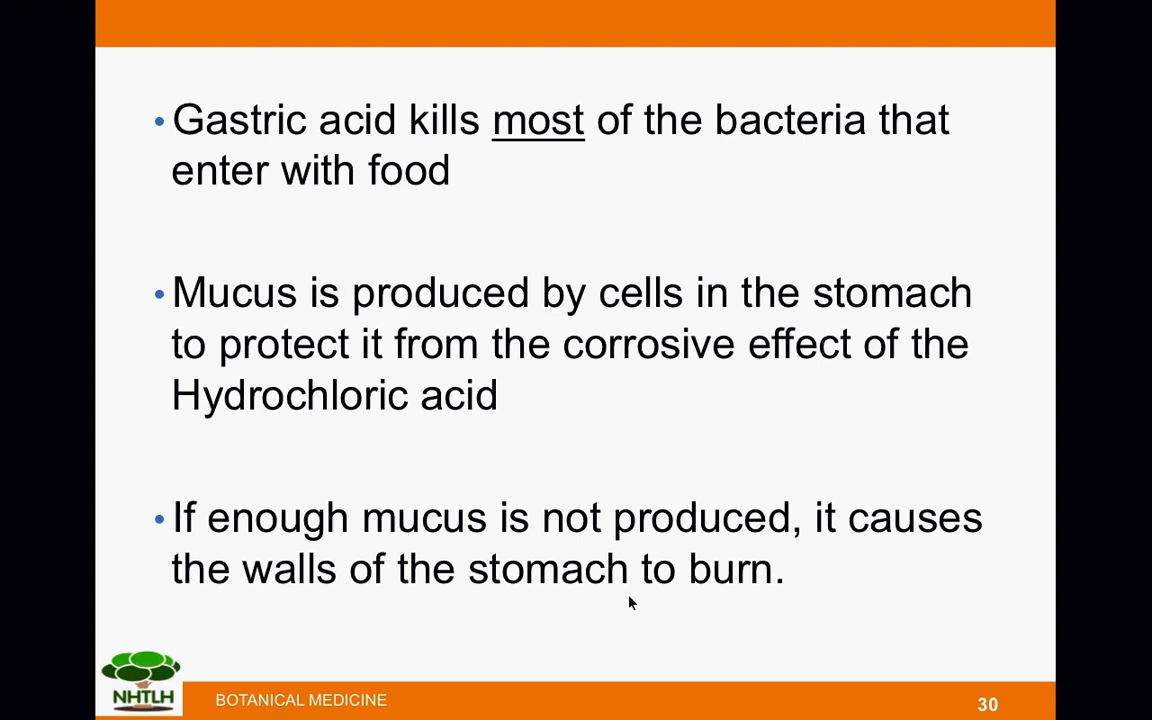 • Gastric acid kills most of the bacteria that
enter with food
• Mucus is produced by cells in the stomach
to protect it from the corrosive effect of the
Hydrochloric acid
• If enough mucus is not produced, it causes
the walls of the stomach to burn.
NHTLH
BOTANICAL MEDICINE
30